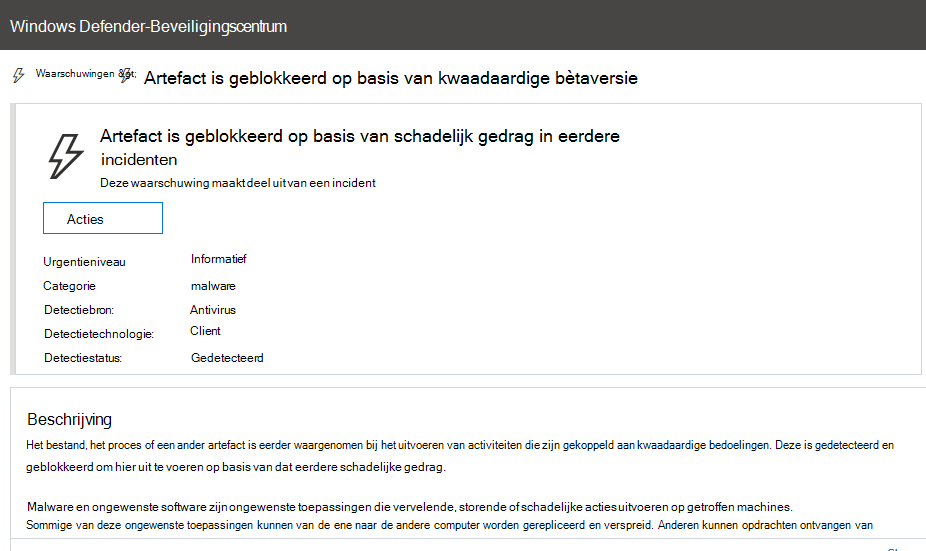 Windows Defender-Beveiligingscentrum
Waarschuwingen &gt; Artefact is geblokkeerd op basis van kwaadaardige bètaversie
Artefact is geblokkeerd op basis van schadelijk gedrag in eerdere
incidenten
Deze waarschuwing maakt deel uit van een incident
Acties
Urgentieniveau Informatief
Categorie malware
Detectiebron: Antivirus
Detectietechnologie: Client
Detectiestatus: Gedetecteerd
Beschrijving
Het bestand, het proces of een ander artefact is eerder waargenomen bij het uitvoeren van activiteiten die zijn gekoppeld aan kwaadaardige bedoelingen. Deze is gedetecteerd en
geblokkeerd om hier uit te voeren op basis van dat eerdere schadelijke gedrag.
Malware en ongewenste software zijn ongewenste toepassingen die vervelende, storende of schadelijke acties uitvoeren op getroffen machines.
Sommige van deze ongewenste toepassingen kunnen van de ene naar de andere computer worden gerepliceerd en verspreid. Anderen kunnen opdrachten ontvangen van